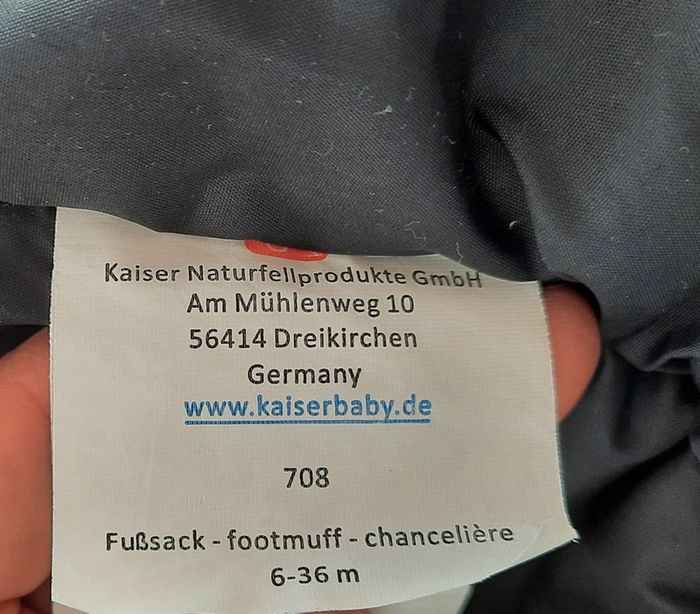 Kaiser Naturfellprodukte GmbH
Am Mühlenweg 10
56414 Dreikirchen
Germany
www.kaiserbaby.de
708
Fußsack - footmuff - chancelière
6-36 m